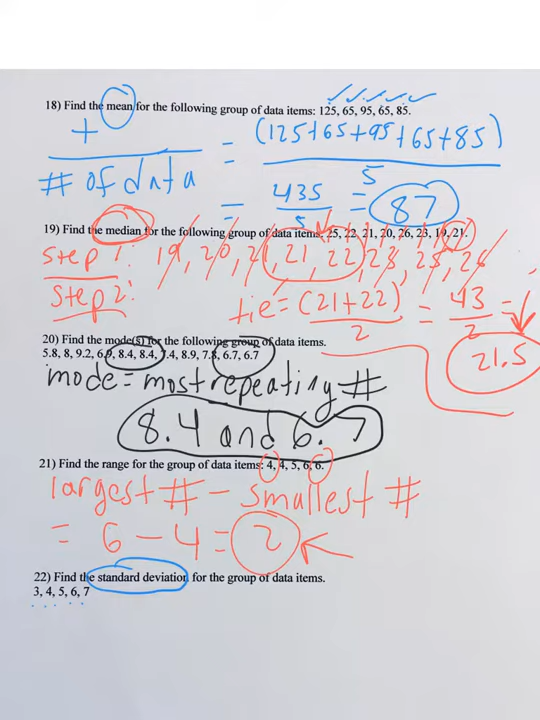 18) Find the mean for the following group of data items: 125, 65, 95, 65, 85.
+ = (125+65+95+65+85)
# of data 5
= 435 = 87
5
19) Find the median for the following group of data items: 25, 22, 21, 20, 26, 23, 19, 21.
Step 1: 19, 20, 21, 21, 22, 23, 25, 26
Step 2: tie = (21+22) = 43 =
2 2
21.5
20) Find the mode(s) for the following group of data items.
5.8, 8, 9.2, 6.9, 8.4, 8.4, 7.4, 8.9, 7.8, 6.7, 6.7
mode = most repeating #
8.4 and 6.7
21) Find the range for the group of data items: 4, 4, 5, 6, 6.
largest # - smallest #
= 6 - 4 = 2
22) Find the standard deviation for the group of data items.
3, 4, 5, 6, 7